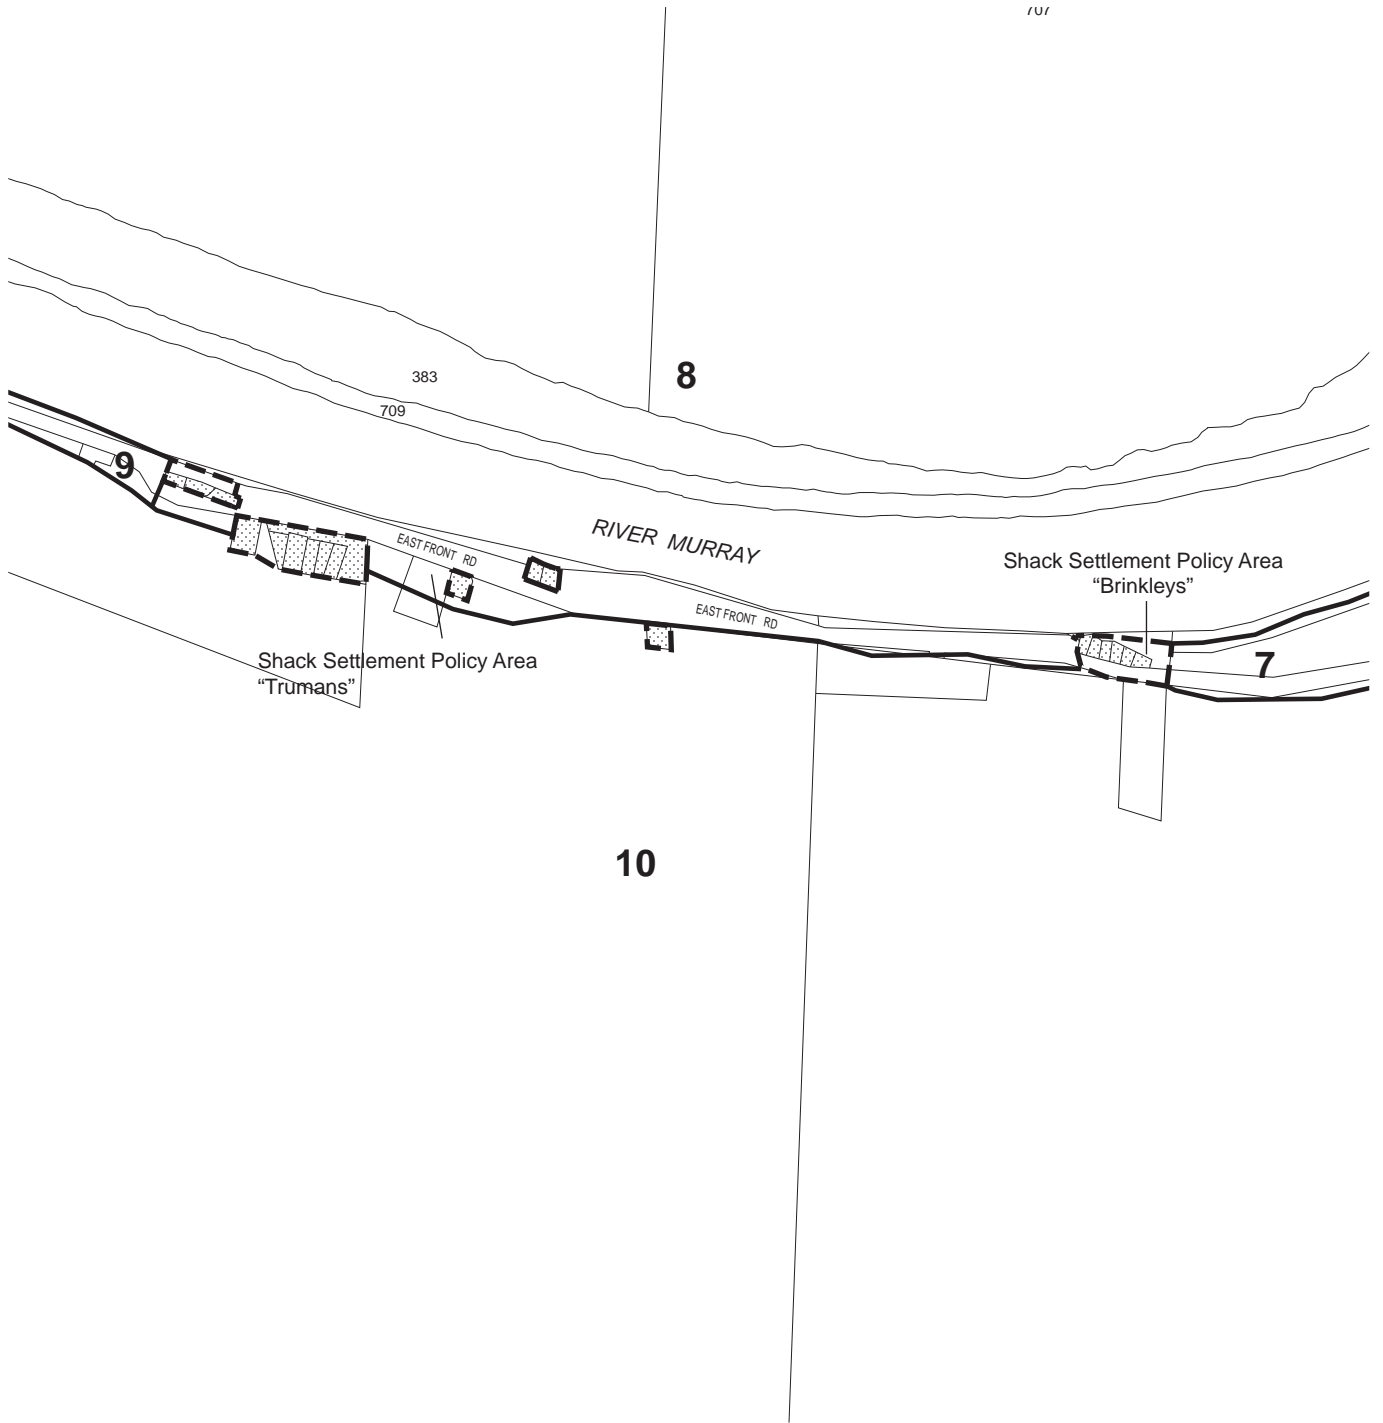 707
8
383
709
9
RIVER MURRAY
EAST FRONT RD
Shack Settlement Policy Area
“Brinkleys”
EAST FRONT RD
Shack Settlement Policy Area
“Trumans”
7
10